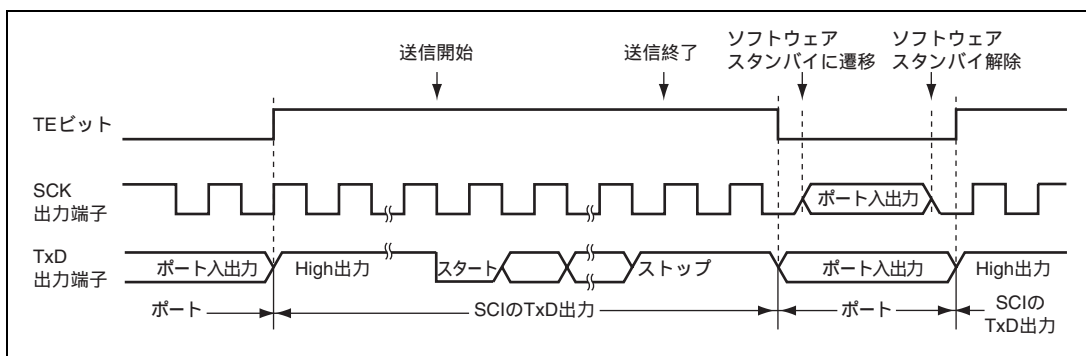 送信開始
送信終了
ソフトウェア
スタンバイに遷移
ソフトウェア
スタンバイ解除
TEビット
SCK
出力端子
ポート入出力
TxD
出力端子
ポート入出力
High出力
スタート
ストップ
ポート入出力
High出力
ポート
SCIのTxD出力
ポート
SCIの
TxD出力